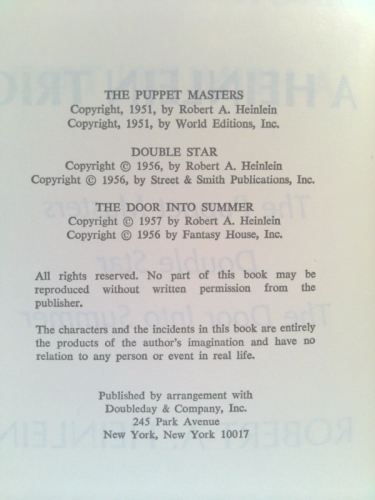 THE PUPPET MASTERS
Copyright, 1951, by Robert A. Heinlein
Copyright, 1951, by World Editions, Inc.
DOUBLE STAR
Copyright © 1956, by Robert A. Heinlein
Copyright © 1956, by Street & Smith Publications, Inc.
THE DOOR INTO SUMMER
Copyright © 1957 by Robert A. Heinlein
Copyright © 1956 by Fantasy House, Inc.
All rights reserved. No part of this book may be
reproduced without written permission from the
publisher.
The characters and the incidents in this book are entirely
the products of the author's imagination and have no
relation to any person or event in real life.
Published by arrangement with
Doubleday & Company, Inc.
245 Park Avenue
New York, New York 10017